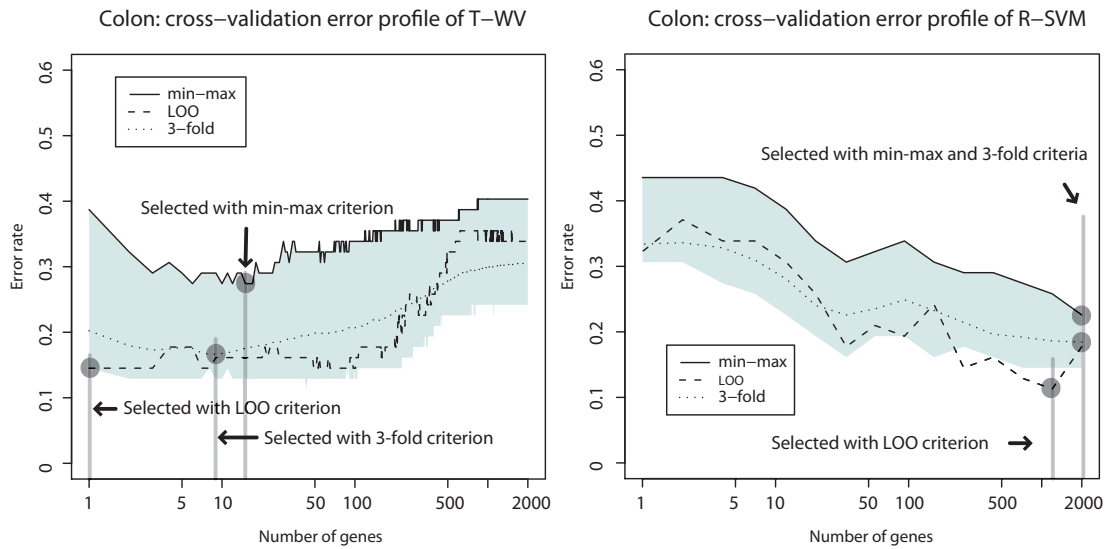 Colon: cross−validation error profile of T−WV
0.6
0.5
0.4
0.3
0.2
0.1
0
Error rate
min−max
LOO
3−fold
Selected with min-max criterion
Selected with LOO criterion
Selected with 3-fold criterion
1 5 10 50 100 500 2000
Number of genes
Colon: cross−validation error profile of R−SVM
0.6
0.5
0.4
0.3
0.2
0.1
0
Error rate
Selected with min-max and 3-fold criteria
min−max
LOO
3−fold
Selected with LOO criterion
1 5 10 50 100 500 2000
Number of genes